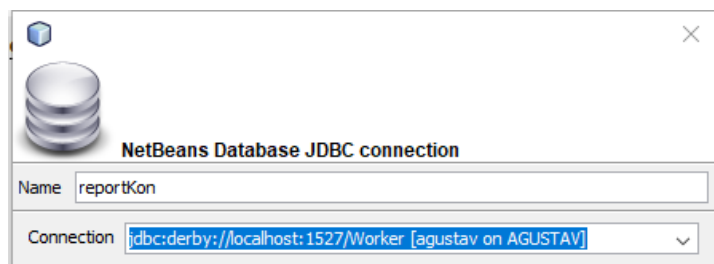 NetBeans Database JDBC connection
Name reportKon
Connection jdbc:derby://localhost:1527/Worker [agustav on AGUSTAV]